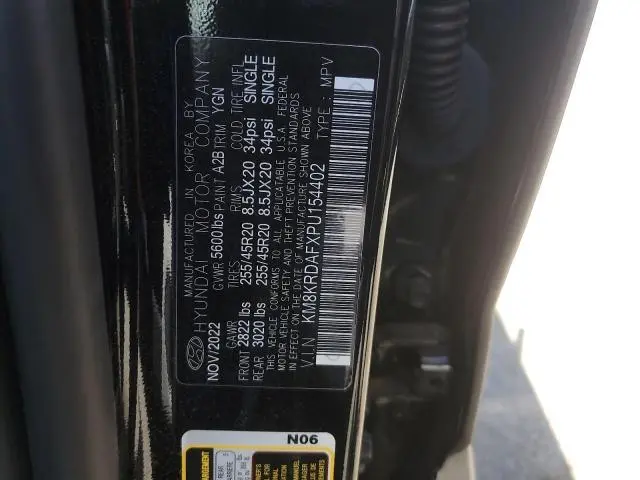 MANUFACTURED IN KOREA BY
HYUNDAI MOTOR COMPANY
NOV/2022 GVWR 5600lbs PAINT A2B TRIM YGN
GAWR TIRES RIMS COLD TIRE INFL
FRONT 2822 lbs 255/45R20 8.5JX20 34psi SINGLE
REAR 3020 lbs 255/45R20 8.5JX20 34psi SINGLE
THIS VEHICLE CONFORMS TO ALL APPLICABLE U.S.A FEDERAL
MOTOR VEHICLE SAFETY AND THEFT PREVENTION STANDARDS
IN EFFECT ON THE DATE OF MANUFACTURE SHOWN ABOVE
V.I.N KM8KRDAFXPU154402 TYPE : MPV
N06
REAR